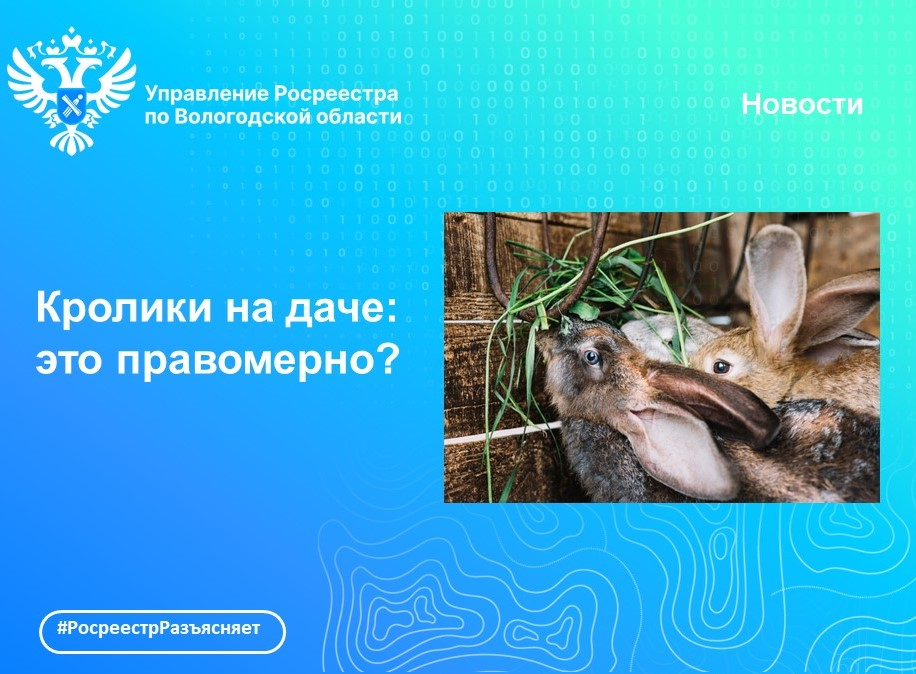 Управление Росреестра
по Вологодской области
Новости
Кролики на даче:
это правомерно?
#РосреестрРазъясняет